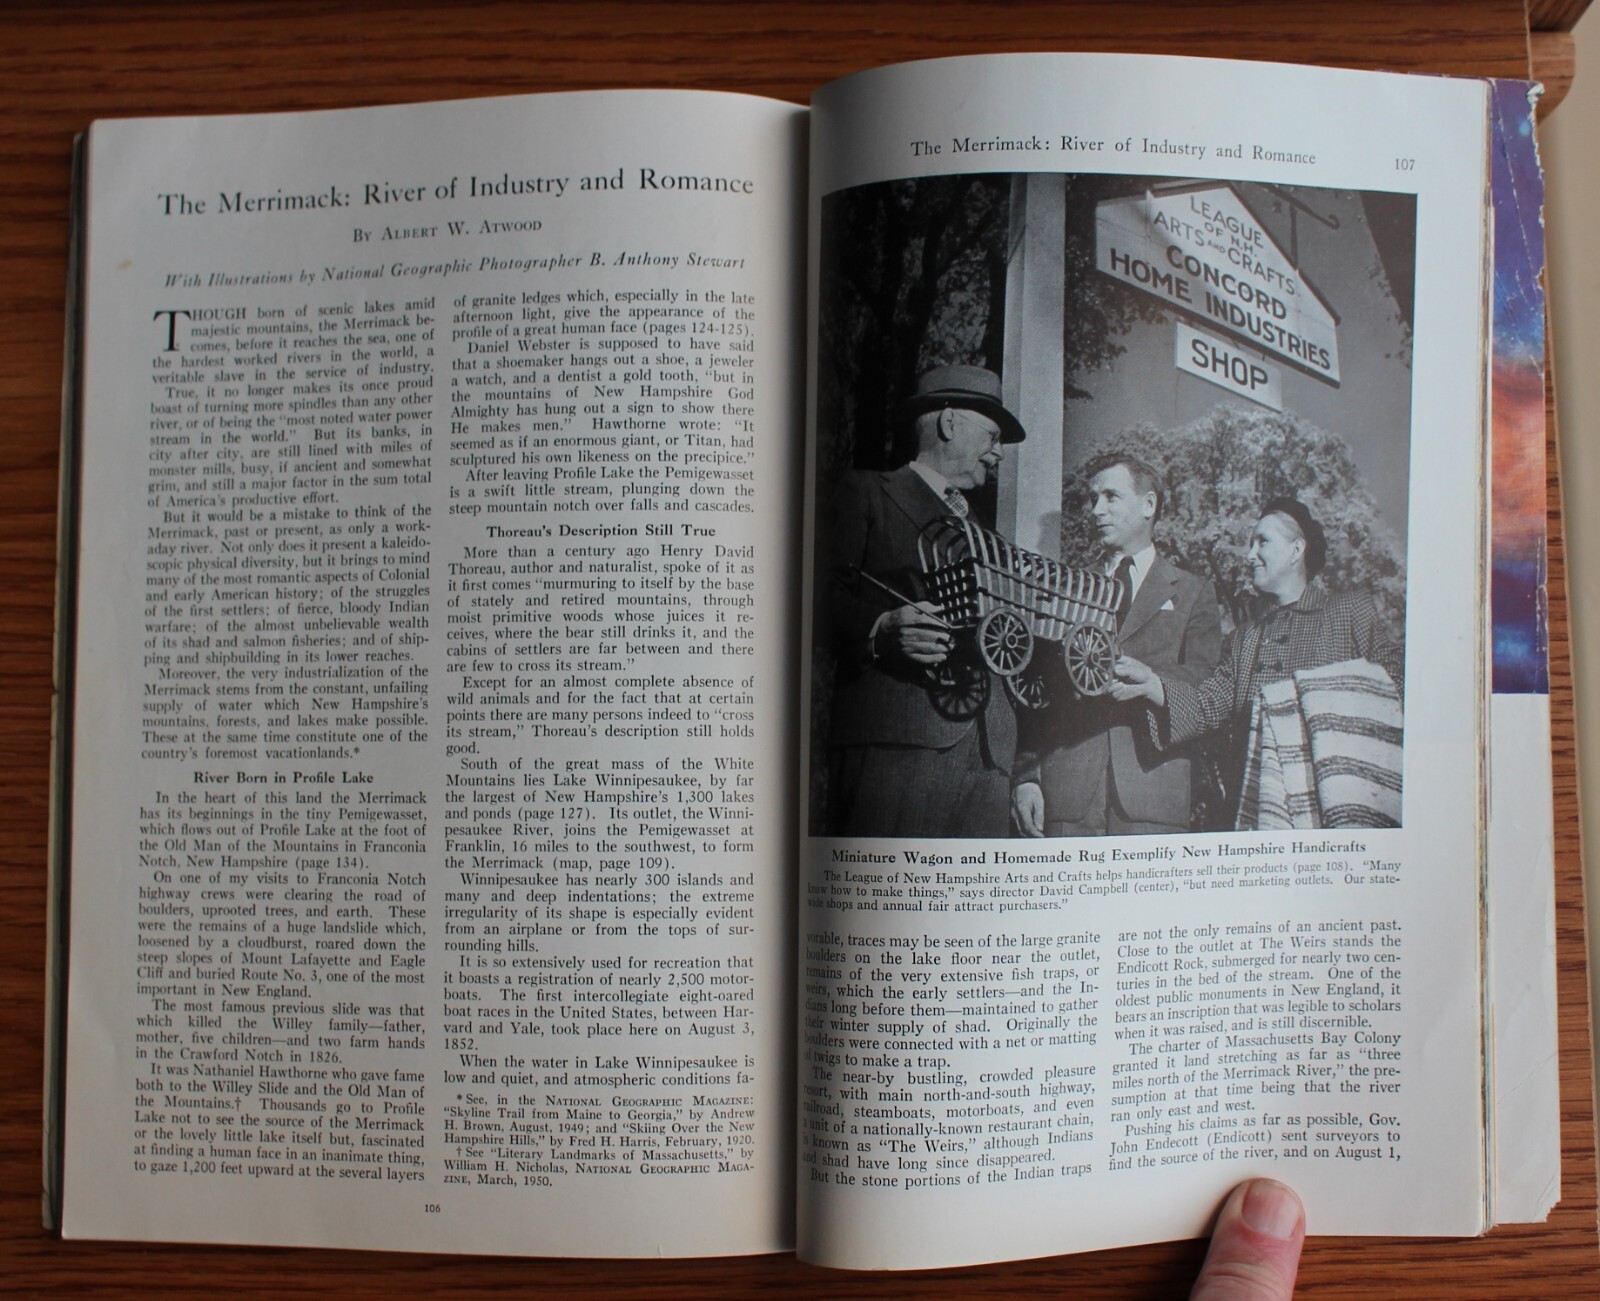 The Merrimack: River of Industry and Romance
By Albert W. Atwood
With Illustrations by National Geographic Photographer B. Anthony Stewart
THOUGH born of scenic lakes amid
majestic mountains, the Merrimack be-
comes, before it reaches the sea, one of
the hardest worked rivers in the world, a
veritable slave in the service of industry.
True, it no longer makes its once proud
boast of turning more spindles than any other
river, or of being the "most noted water power
stream in the world." But its banks, in
city after city, are still lined with miles of
monster mills, busy, if ancient and somewhat
grim, and still a major factor in the sum total
of America's productive effort.
But it would be a mistake to think of the
Merrimack, past or present, as only a work-
aday river. Not only does it present a kaleido-
scopic physical diversity, but it brings to mind
many of the most romantic aspects of Colonial
and early American history; of the struggles
of the first settlers; of fierce, bloody Indian
warfare; of the almost unbelievable wealth
of its shad and salmon fisheries; and of ship-
ping and shipbuilding in its lower reaches.
Moreover, the very industrialization of the
Merrimack stems from the constant, unfailing
supply of water which New Hampshire's
mountains, forests, and lakes make possible.
These at the same time constitute one of the
country's foremost vacationlands.*
River Born in Profile Lake
In the heart of this land the Merrimack
has its beginnings in the tiny Pemigewasset,
which flows out of Profile Lake at the foot of
the Old Man of the Mountains in Franconia
Notch, New Hampshire (page 134).
On one of my visits to Franconia Notch
highway crews were clearing the road of
boulders, uprooted trees, and earth. These
were the remains of a huge landslide which,
loosened by a cloudburst, roared down the
steep slopes of Mount Lafayette and Eagle
Cliff and buried Route No. 3, one of the most
important in New England.
The most famous previous slide was that
which killed the Willey family—father,
mother, five children—and two farm hands
in the Crawford Notch in 1826.
It was Nathaniel Hawthorne who gave fame
both to the Willey Slide and the Old Man of
the Mountains.† Thousands go to Profile
Lake not to see the source of the Merrimack
or the lovely little lake itself but, fascinated
at finding a human face in an inanimate thing,
to gaze 1,200 feet upward at the several layers
of granite ledges which, especially in the late
afternoon light, give the appearance of the
profile of a great human face (pages 124-125).
Daniel Webster is supposed to have said
that a shoemaker hangs out a shoe, a jeweler
a watch, and a dentist a gold tooth, "but in
the mountains of New Hampshire God
Almighty has hung out a sign to show there
He makes men." Hawthorne wrote: "It
seemed as if an enormous giant, or Titan, had
sculptured his own likeness on the precipice."
After leaving Profile Lake the Pemigewasset
is a swift little stream, plunging down the
steep mountain notch over falls and cascades.
Thoreau's Description Still True
More than a century ago Henry David
Thoreau, author and naturalist, spoke of it as
it first comes "murmuring to itself by the base
of stately and retired mountains, through
moist primitive woods whose juices it re-
ceives, where the bear still drinks it, and the
cabins of settlers are far between and there
are few to cross its stream."
Except for an almost complete absence of
wild animals and for the fact that at certain
points there are many persons indeed to "cross
its stream," Thoreau's description still holds
good.
South of the great mass of the White
Mountains lies Lake Winnipesaukee, by far
the largest of New Hampshire's 1,300 lakes
and ponds (page 127). Its outlet, the Winni-
pesaukee River, joins the Pemigewasset at
Franklin, 16 miles to the southwest, to form
the Merrimack (map, page 109).
Winnipesaukee has nearly 300 islands and
many and deep indentations; the extreme
irregularity of its shape is especially evident
from an airplane or from the tops of sur-
rounding hills.
It is so extensively used for recreation that
it boasts a registration of nearly 2,500 motor-
boats. The first intercollegiate eight-oared
boat races in the United States, between Har-
vard and Yale, took place here on August 3,
1852.
When the water in Lake Winnipesaukee is
low and quiet, and atmospheric conditions fa-
* See, in the National Geographic Magazine:
"Skyline Trail from Maine to Georgia," by Andrew
H. Brown, August, 1949; and "Skiing Over the New
Hampshire Hills," by Fred H. Harris, February, 1920.
† See "Literary Landmarks of Massachusetts," by
William H. Nicholas, National Geographic Maga-
zine, March, 1950.
106
The Merrimack: River of Industry and Romance
107
LEAGUE
OF N.H.
ARTS AND CRAFTS
CONCORD
HOME INDUSTRIES
SHOP
Miniature Wagon and Homemade Rug Exemplify New Hampshire Handicrafts
The League of New Hampshire Arts and Crafts helps handicrafters sell their products (page 108). "Many
know how to make things," says director David Campbell (center), "but need marketing outlets. Our state-
wide shops and annual fair attract purchasers."
vorable, traces may be seen of the large granite
boulders on the lake floor near the outlet,
remains of the very extensive fish traps, or
weirs, which the early settlers—and the In-
dians long before them—maintained to gather
their winter supply of shad. Originally the
boulders were connected with a net or matting
of twigs to make a trap.
The near-by bustling, crowded pleasure
resort, with main north-and-south highway,
railroad, steamboats, motorboats, and even
a unit of a nationally-known restaurant chain,
is known as "The Weirs," although Indians
and shad have long since disappeared.
But the stone portions of the Indian traps
are not the only remains of an ancient past.
Close to the outlet at The Weirs stands the
Endicott Rock, submerged for nearly two cen-
turies in the bed of the stream. One of the
oldest public monuments in New England, it
bears an inscription that was legible to scholars
when it was raised, and is still discernible.
The charter of Massachusetts Bay Colony
granted it land stretching as far as "three
miles north of the Merrimack River," the pre-
sumption at that time being that the river
ran only east and west.
Pushing his claims as far as possible, Gov.
John Endecott (Endicott) sent surveyors to
find the source of the river, and on August 1,